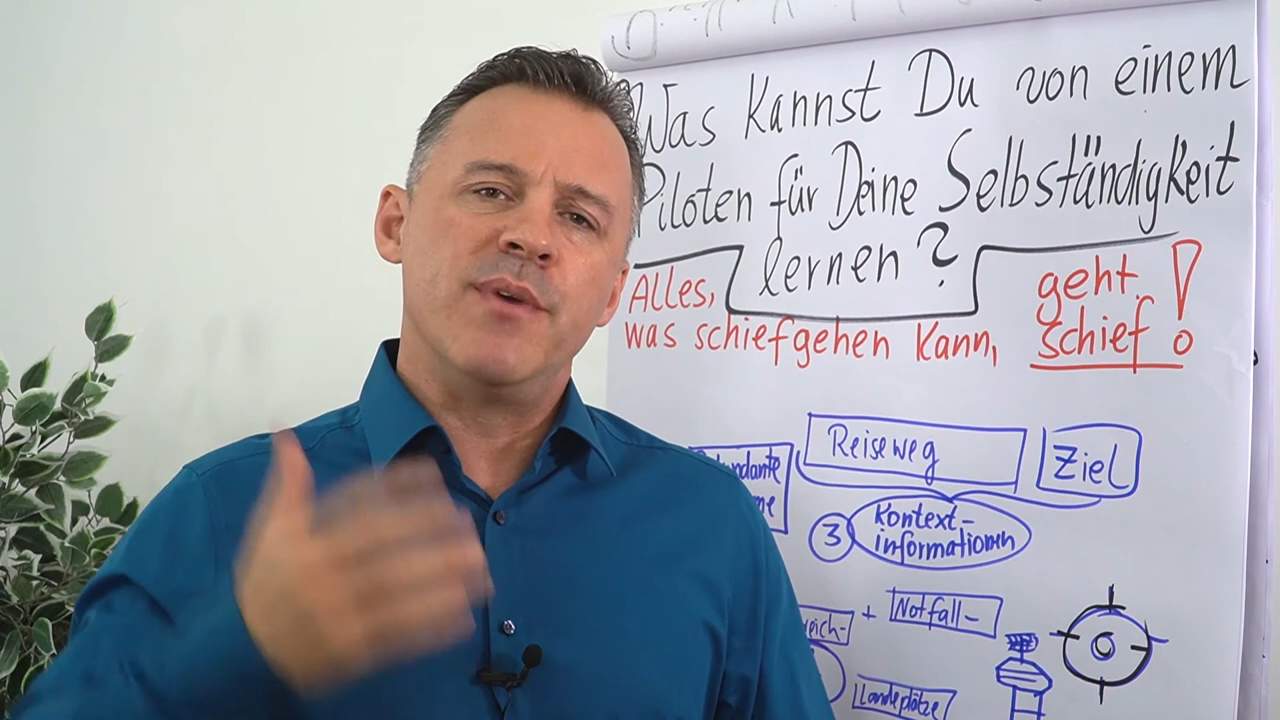 Was kannst Du von einem
Piloten für Deine Selbständigkeit
lernen?
Alles, geht
was schiefgehen kann, schief!
Reiseweg
Ziel
3 Kontext-
informationen
+ Notfall-
Landeplätze